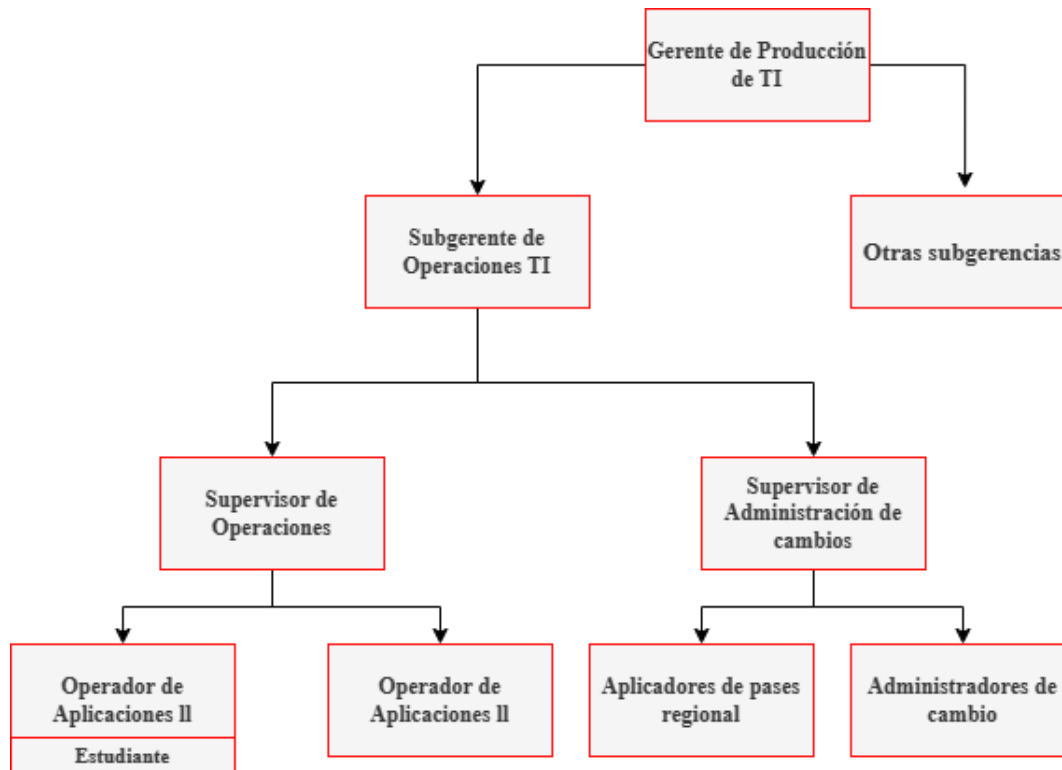 Gerente de Producción
de TI
Subgerente de
Operaciones TI
Otras subgerencias
Supervisor de
Operaciones
Supervisor de
Administración de
cambios
Operador de
Aplicaciones ll
Estudiante
Operador de
Aplicaciones ll
Aplicadores de pases
regional
Administradores de
cambio